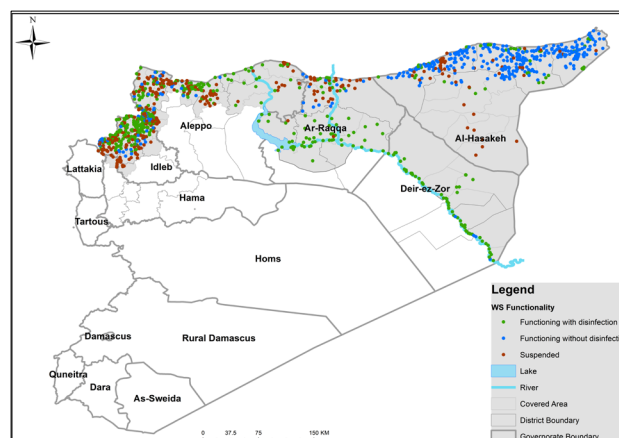 N
Aleppo
Ar-Raqqa
Al-Hasakeh
Lattakia
Idleb
Deir-ez-Zor
Hama
Tartous
Homs
Damascus
Rural Damascus
Quneitra
Dara
As-Sweida
0 37.5 75 150 KM
Legend
WS Functionality
Functioning with disinfection
Functioning without disinfect
Suspended
Lake
River
Covered Area
District Boundary
Governorate Boundary